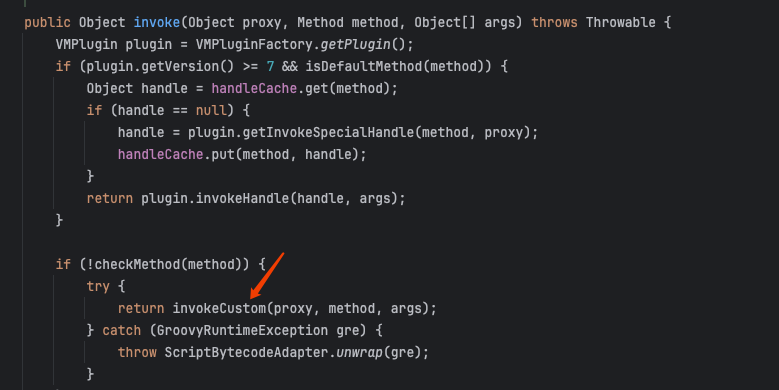 public Object invoke(Object proxy, Method method, Object[] args) throws Throwable {
    VMPlugin plugin = VMPluginFactory.getPlugin();
    if (plugin.getVersion() >= 7 && isDefaultMethod(method)) {
        Object handle = handleCache.get(method);
        if (handle == null) {
            handle = plugin.getInvokeSpecialHandle(method, proxy);
            handleCache.put(method, handle);
        }
        return plugin.invokeHandle(handle, args);
    }
    if (!checkMethod(method)) {
        try {
            return invokeCustom(proxy, method, args);
        } catch (GroovyRuntimeException gre) {
            throw ScriptBytecodeAdapter.unwrap(gre);
        }